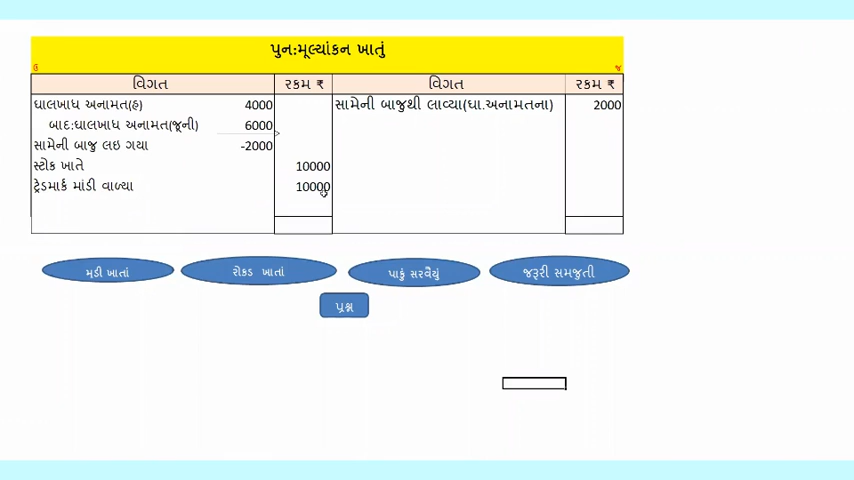 પુન:મૂલ્યાંકન ખાતું
ઉ જ
વિગત રકમ ₹ વિગત રકમ ₹
ઘાલખાધ અનામત(હ) 4000 સામેની બાજુથી લાવ્યા(ઘા.અનામતના) 2000
બાદ:ઘાલખાધ અનામત(જૂની) 6000
સામેની બાજુ લઇ ગયા -2000
સ્ટોક ખાતે 10000
ટ્રેડમાર્ક માંડી વાળ્યા 10000
મડી ખાતાં રોકડ ખાતાં પાકું સરવૈયું જરૂરી સમજુતી
પ્રશ્ન